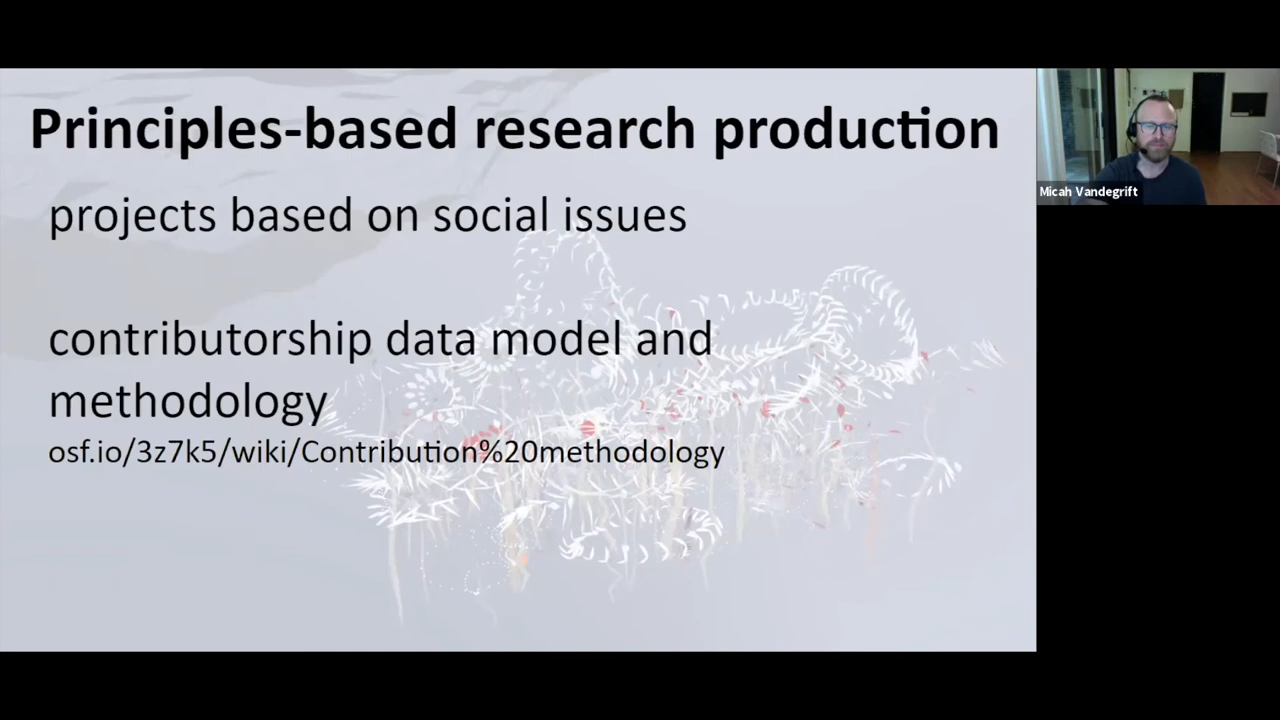 Principles-based research production
projects based on social issues
contributorship data model and
methodology
osf.io/3z7k5/wiki/Contribution%20methodology
Micah Vandegrift